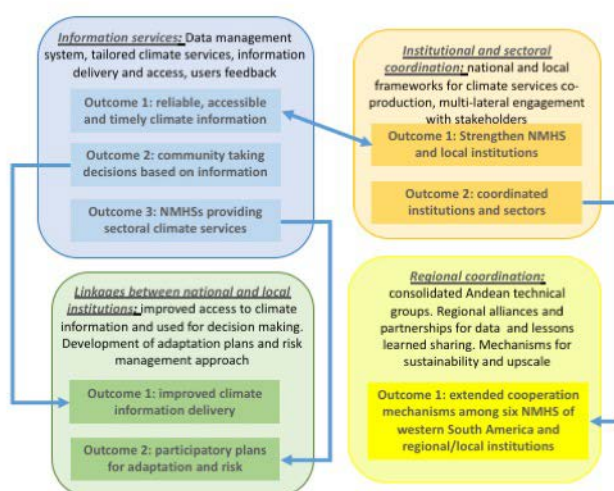 Information services; Data management
system, tailored climate services, information
delivery and access, users feedback
Outcome 1: reliable, accessible
and timely climate information
Outcome 2: community taking
decisions based on information
Outcome 3: NMHSs providing
sectoral climate services
Institutional and sectoral
coordination; national and local
frameworks for climate services co-
production, multi-lateral engagement
with stakeholders
Outcome 1: Strengthen NMHS
and local institutions
Outcome 2: coordinated
institutions and sectors
Linkages between national and local
institutions; improved access to climate
information and used for decision making.
Development of adaptation plans and risk
management approach
Outcome 1: improved climate
information delivery
Outcome 2: participatory plans
for adaptation and risk
Regional coordination;
consolidated Andean technical
groups. Regional alliances and
partnerships for data and lessons
learned sharing. Mechanisms for
sustainability and upscale
Outcome 1: extended cooperation
mechanisms among six NMHS of
western South America and
regional/local institutions